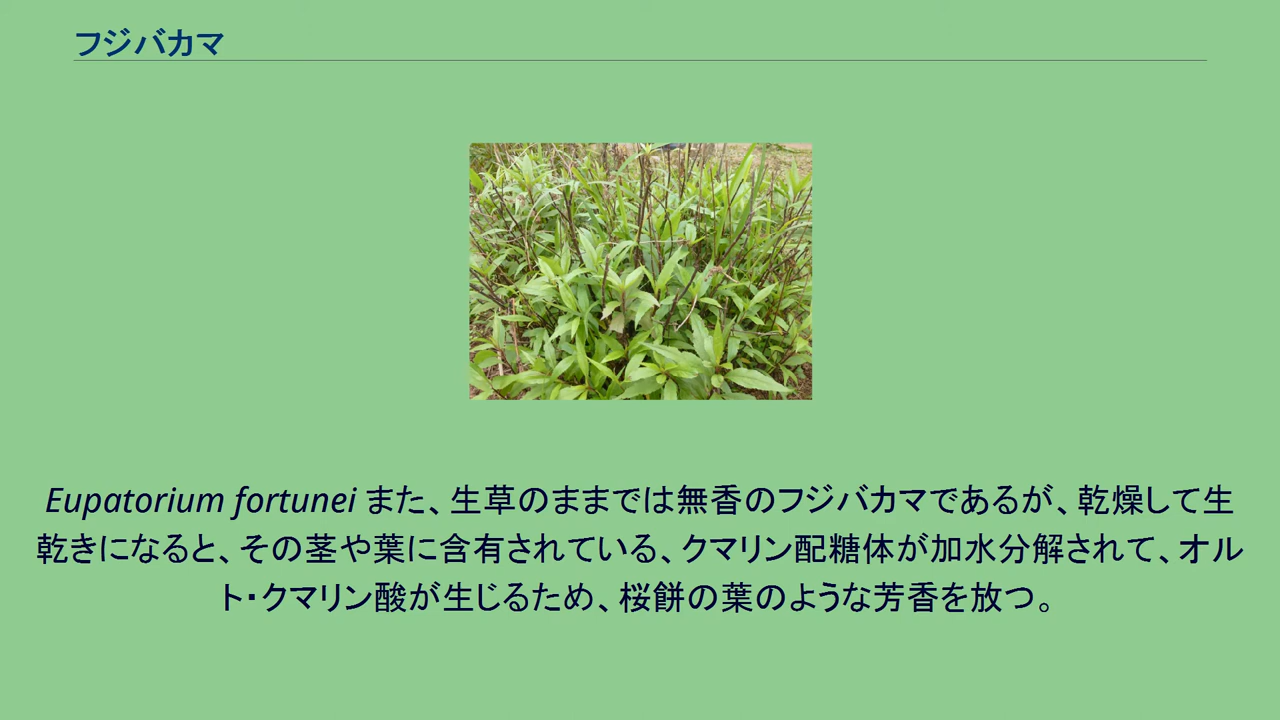 フジバカマ
Eupatorium fortunei また、生草のままでは無香のフジバカマであるが、乾燥して生
乾きになると、その茎や葉に含有されている、クマリン配糖体が加水分解されて、オル
ト・クマリン酸が生じるため、桜餅の葉のような芳香を放つ。